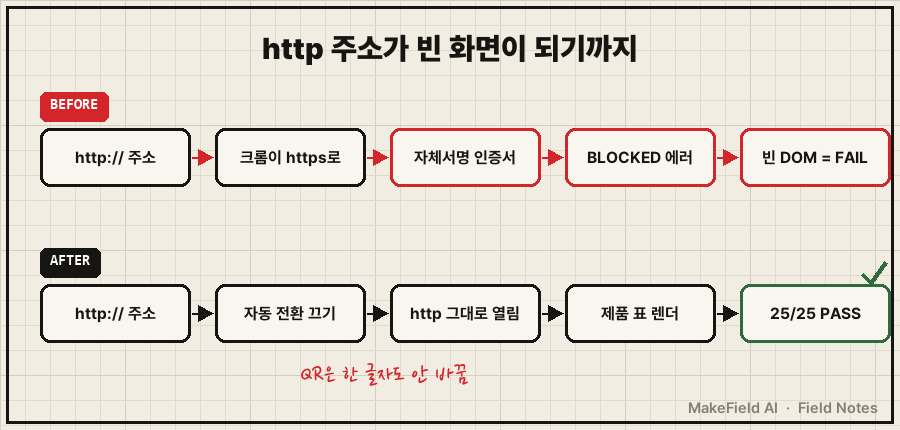 http 주소가 빈 화면이 되기까지
BEFORE
http:// 주소
크롬이 https로
자체서명 인증서
BLOCKED 에러
빈 DOM = FAIL
AFTER
http:// 주소
자동 전환 끄기
http 그대로 열림
제품 표 렌더
25/25 PASS
QR은 한 글자도 안 바꿈
MakeField AI · Field Notes